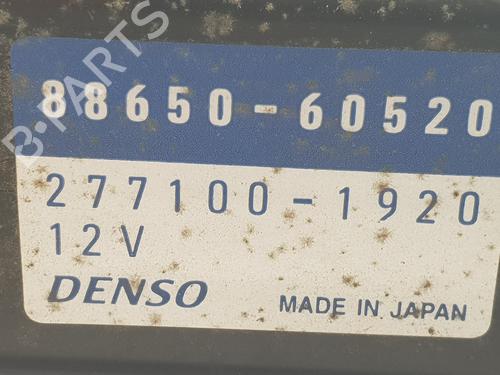 B-PARTS
88650-60520
277100-1920
12V
DENSO MADE IN JAPAN